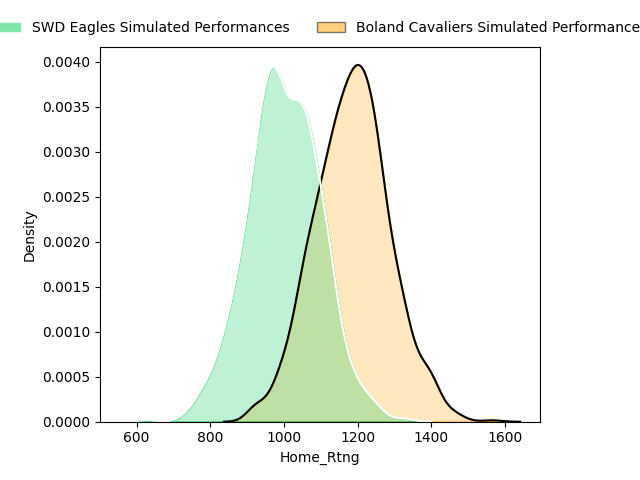 SWD Eagles Simulated Performances
Boland Cavaliers Simulated Performance
0.0040
0.0035
0.0030
0.0025
0.0020
0.0015
0.0010
0.0005
0.0000
Density
600 800 1000 1200 1400 1600
Home_Rtng